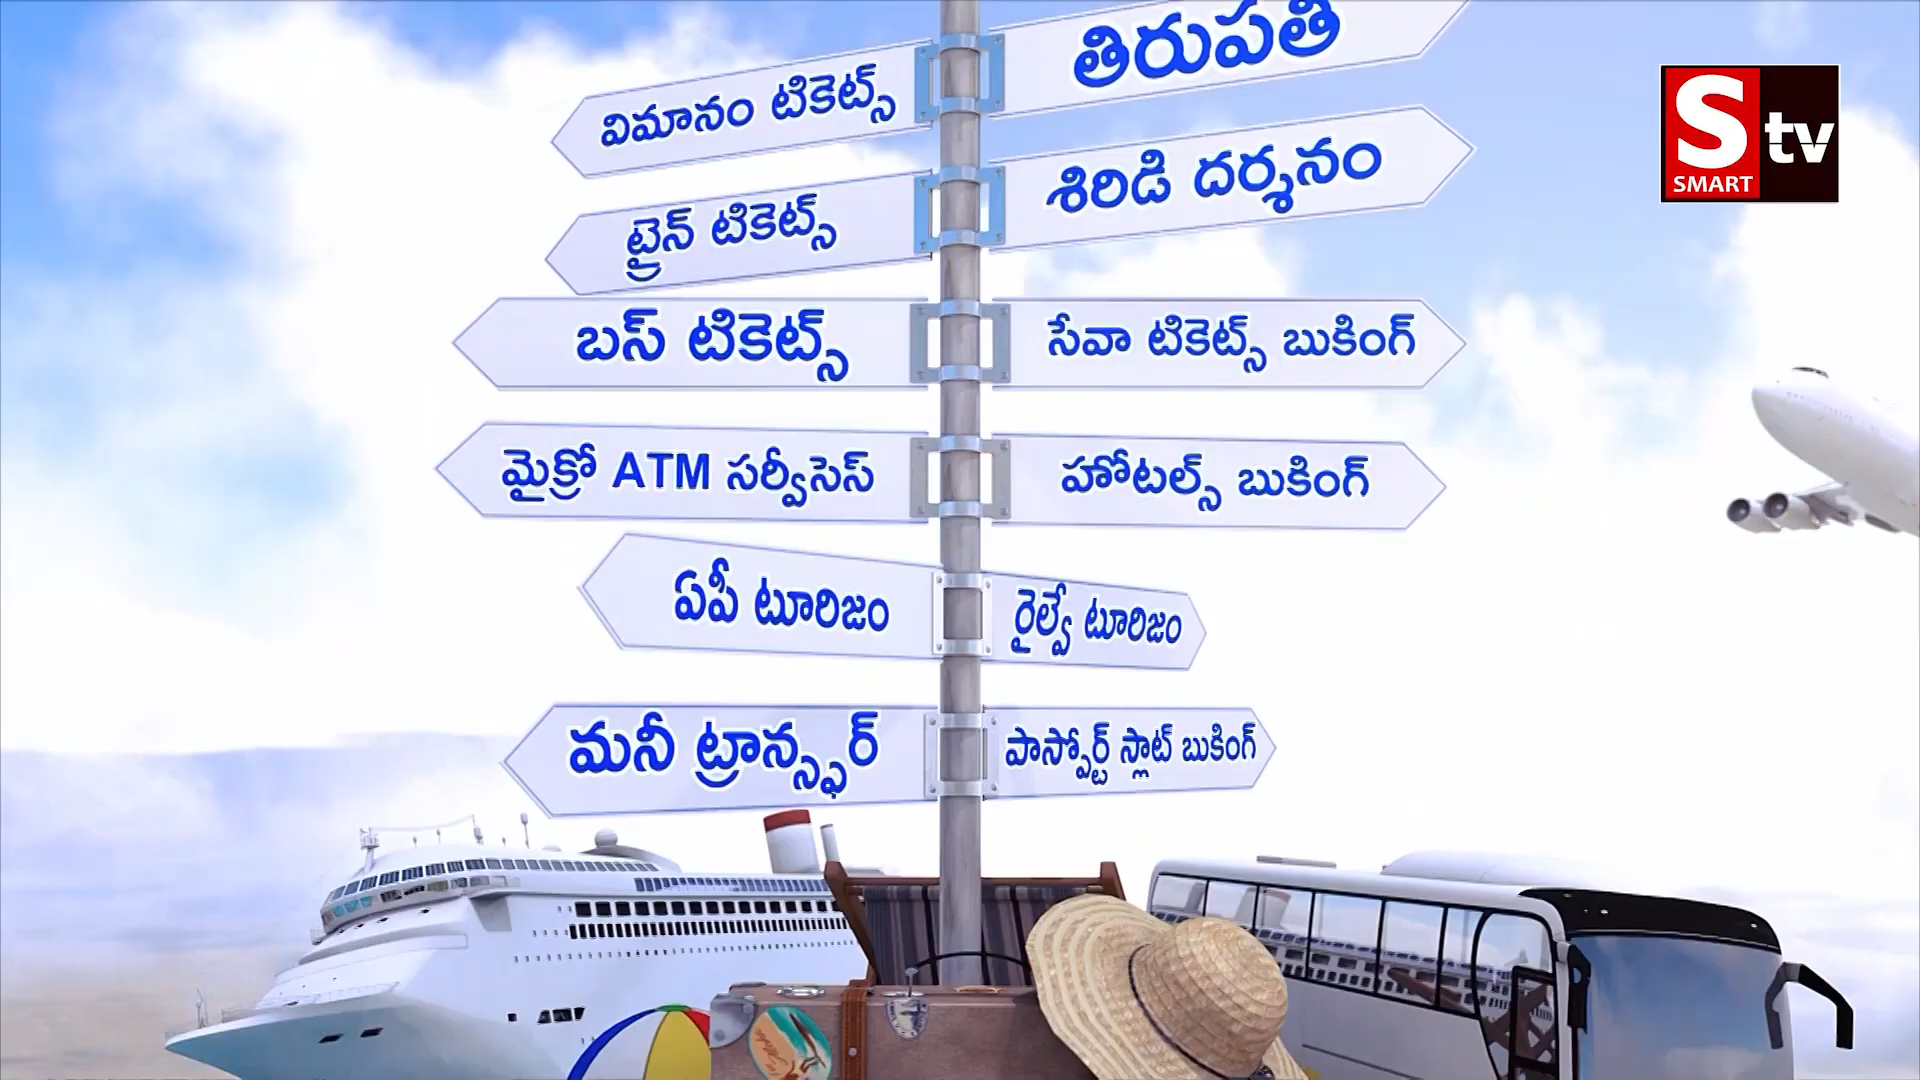 తిరుపతి
విమానం టికెట్స్
శిరిడి దర్శనం
ట్రైన్ టికెట్స్
బస్ టికెట్స్
సేవా టికెట్స్ బుకింగ్
మైక్రో ATM సర్వీసెస్
హోటల్స్ బుకింగ్
ఏపీ టూరిజం
రైల్వే టూరిజం
మనీ ట్రాన్స్ఫర్
పాస్పోర్ట్ స్లాట్ బుకింగ్
S tv
SMART